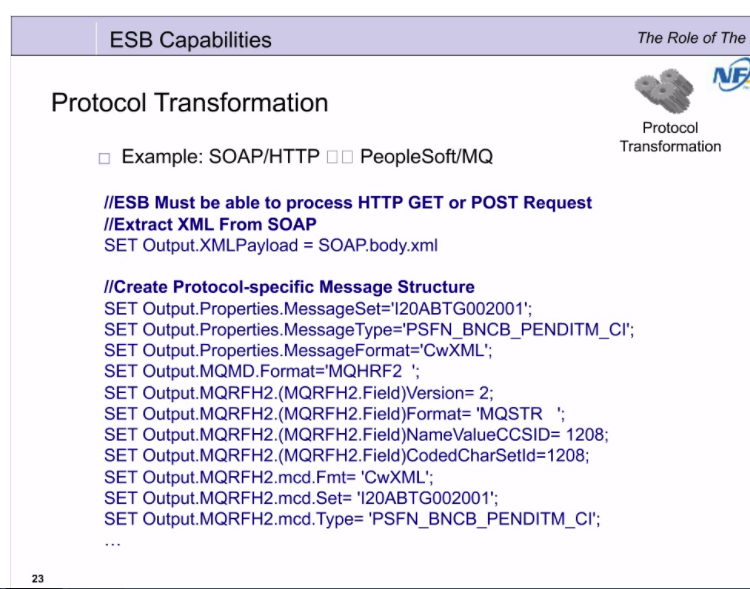 ESB Capabilities
The Role of The
NF
Protocol Transformation
Protocol
Transformation
□ Example: SOAP/HTTP □□ PeopleSoft/MQ
//ESB Must be able to process HTTP GET or POST Request
//Extract XML From SOAP
SET Output.XMLPayload = SOAP.body.xml
//Create Protocol-specific Message Structure
SET Output.Properties.MessageSet='I20ABTG002001';
SET Output.Properties.MessageType='PSFN_BNCB_PENDITM_CI';
SET Output.Properties.MessageFormat='CwXML';
SET Output.MQMD.Format='MQHRF2  ';
SET Output.MQRFH2.(MQRFH2.Field)Version= 2;
SET Output.MQRFH2.(MQRFH2.Field)Format= 'MQSTR   ';
SET Output.MQRFH2.(MQRFH2.Field)NameValueCCSID= 1208;
SET Output.MQRFH2.(MQRFH2.Field)CodedCharSetId=1208;
SET Output.MQRFH2.mcd.Fmt= 'CwXML';
SET Output.MQRFH2.mcd.Set= 'I20ABTG002001';
SET Output.MQRFH2.mcd.Type= 'PSFN_BNCB_PENDITM_CI';
…
23